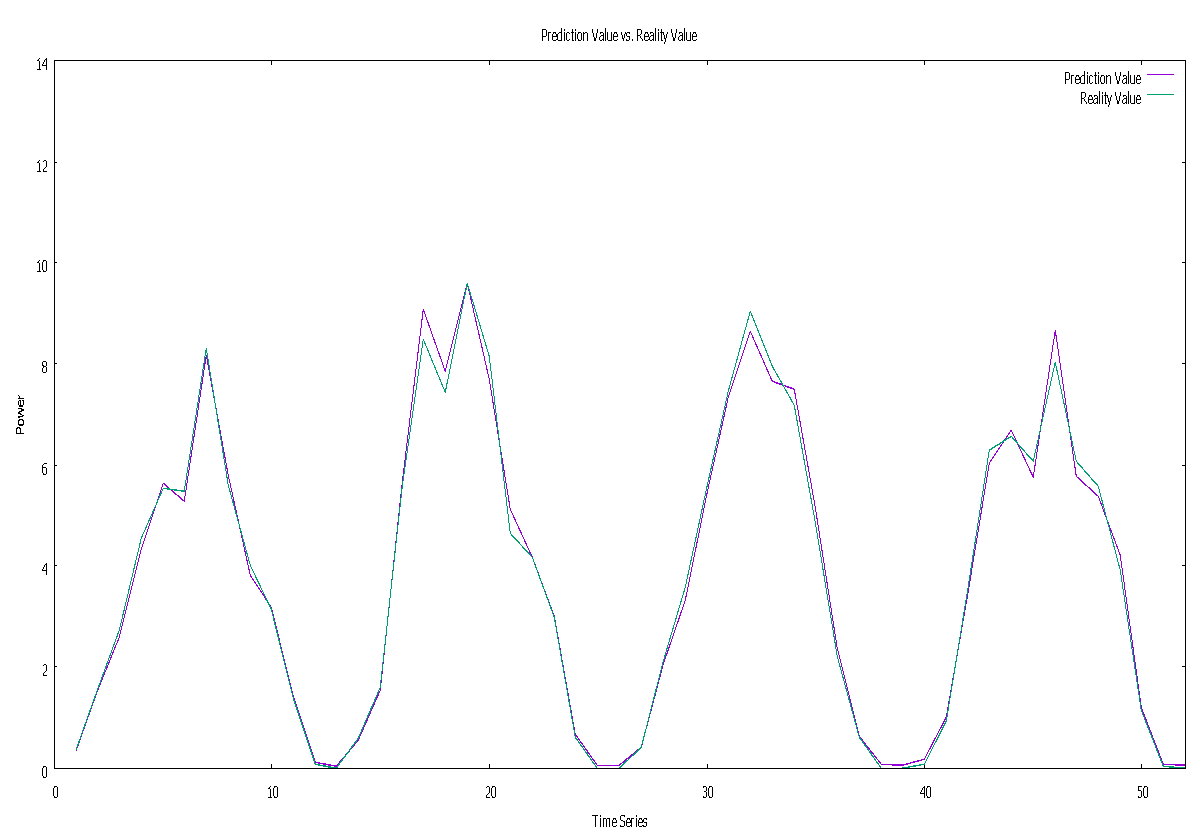 Prediction Value vs. Reality Value
Prediction Value
Reality Value
14
12
10
8
6
4
2
0
Power
0 10 20 30 40 50
Time Series